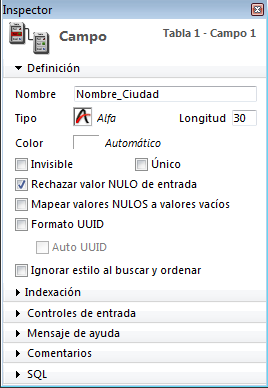 Inspector
Campo
Tabla 1 - Campo 1
Definición
Nombre Nombre_Ciudad
Tipo Alfa Longitud 30
Color Automático
Invisible Único
Rechazar valor NULO de entrada
Mapear valores NULOS a valores vacíos
Formato UUID
Auto UUID
Ignorar estilo al buscar y ordenar
Indexación
Controles de entrada
Mensaje de ayuda
Comentarios
SQL